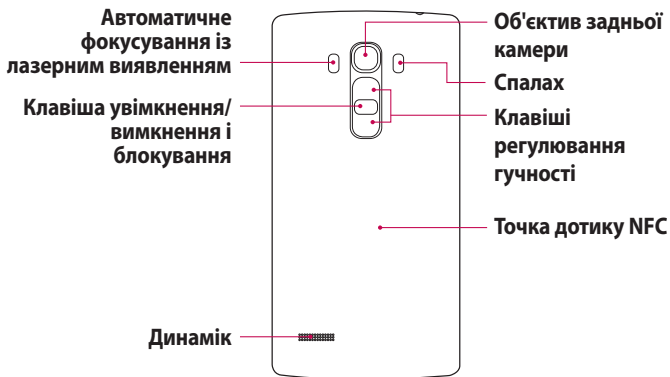 Автоматичне
фокусування із
лазерним виявленням
Клавіша увімкнення/
вимкнення і
блокування
Динамік
Об'єктив задньої
камери
Спалах
Клавіші
регулювання
гучності
Точка дотику NFC